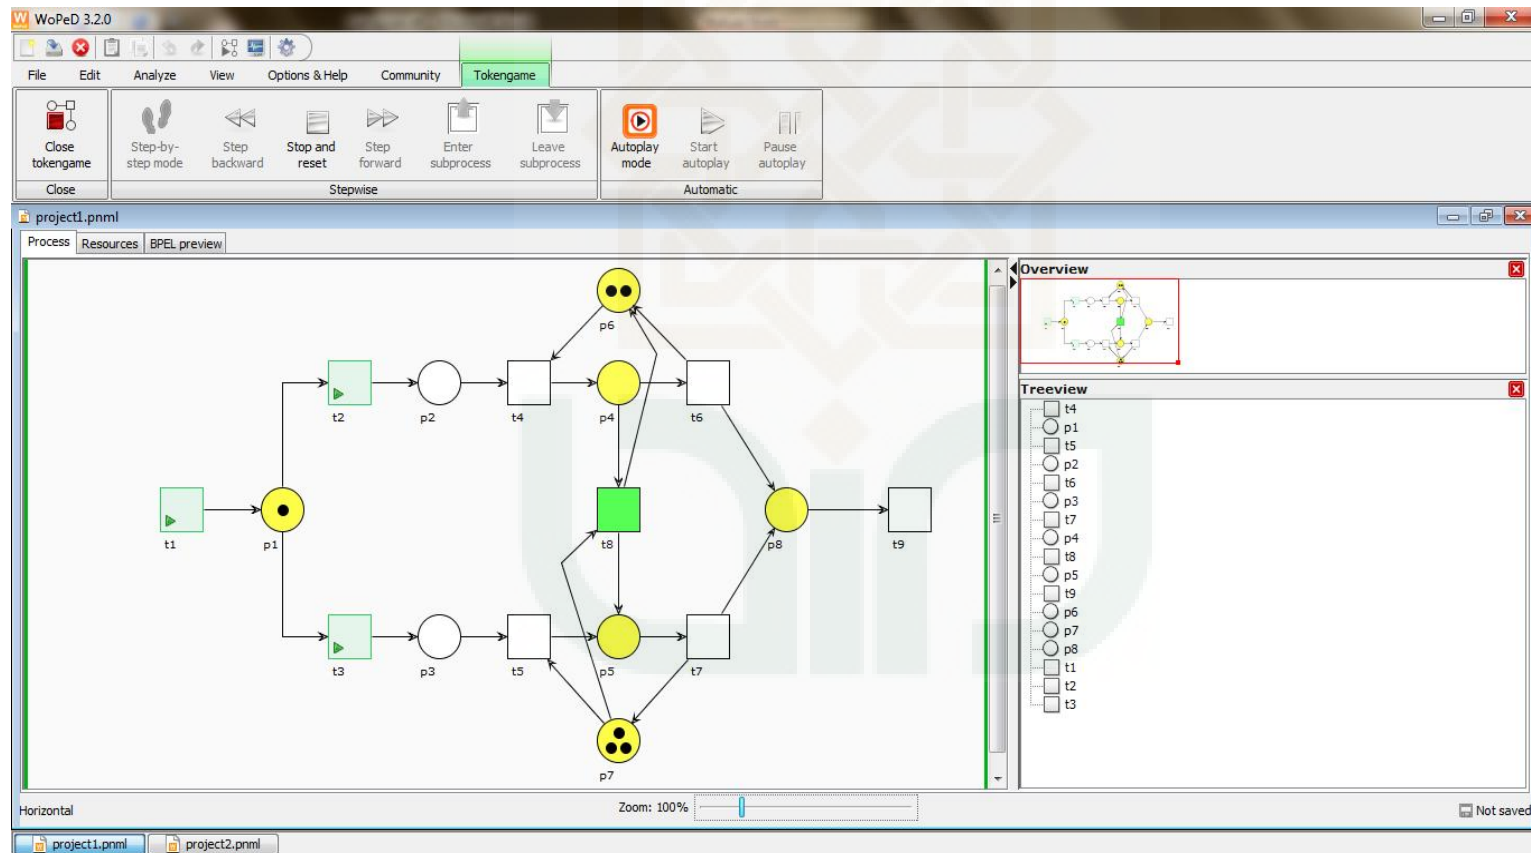 WoPeD 3.2.0
File Edit Analyze View Options & Help Community Tokengame
Close tokengame
Step-by-step mode
Step backward
Stop and reset
Step forward
Enter subprocess
Leave subprocess
Autoplay mode
Start autoplay
Pause autoplay
Close Stepwise Automatic
project1.pnml
Process Resources BPEL preview
p6
t2 p2 t4 p4 t6
t1 p1 t8 p8 t9
t3 p3 t5 p5 t7
p7
Overview
Treeview
t4
p1
t5
p2
t6
p3
t7
p4
t8
p5
t9
p6
p7
p8
t1
t2
t3
Horizontal Zoom: 100% Not saved
project1.pnml project2.pnml